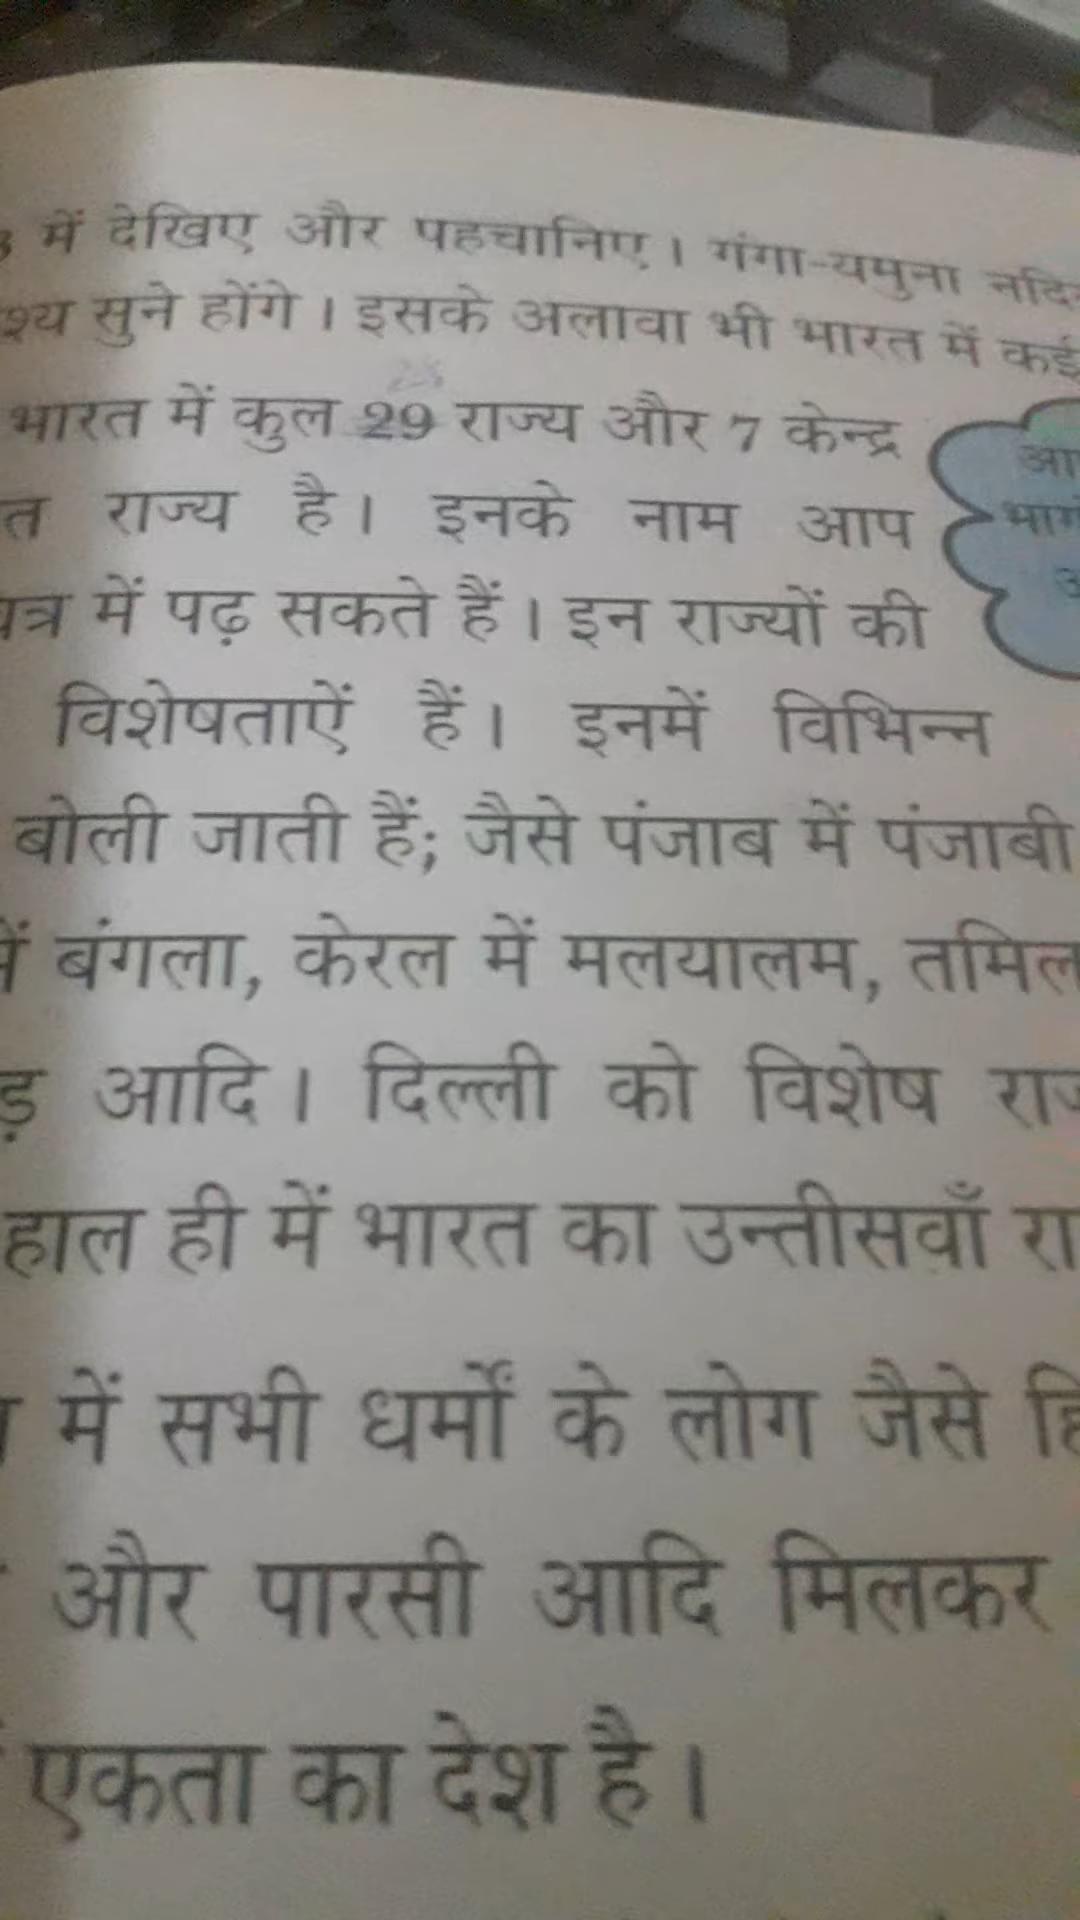 में देखिए और पहचानिए। गंगा-यमुना
सुने होंगे। इसके अलावा भी भारत में कई
भारत में कुल 29 राज्य और 7 केन्द्र
राज्य है। इनके नाम आप
में पढ़ सकते हैं। इन राज्यों की
विशेषताऐं हैं। इनमें विभिन्न
बोली जाती हैं; जैसे पंजाब में पंजाबी
बंगला, केरल में मलयालम, तमिल
आदि। दिल्ली को विशेष
हाल ही में भारत का उन्तीसवाँ
में सभी धर्मों के लोग जैसे
और पारसी आदि मिलकर
एकता का देश है।